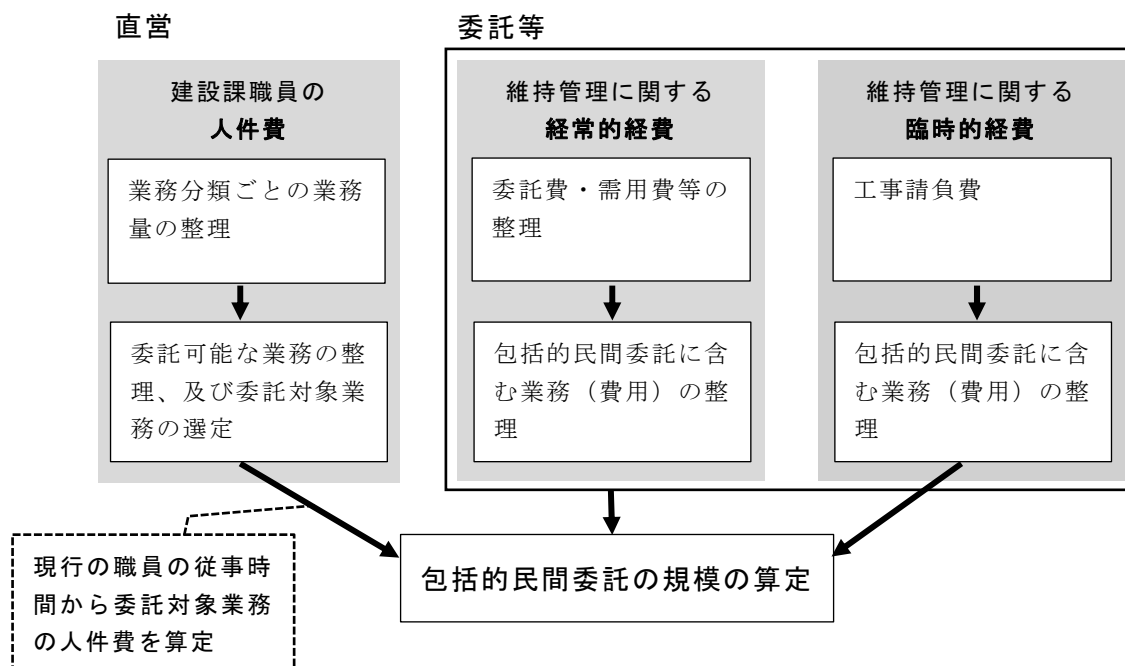 直営
建設課職員の
人件費
業務分類ごとの業務
量の整理
委託可能な業務の整
理、及び委託対象業
務の選定
現行の職員の従事時
間から委託対象業務
の人件費を算定
委託等
維持管理に関する
経常的経費
委託費・需用費等の
整理
包括的民間委託に含
む業務（費用）の整
理
維持管理に関する
臨時的経費
工事請負費
包括的民間委託に含
む業務（費用）の整
理
包括的民間委託の規模の算定